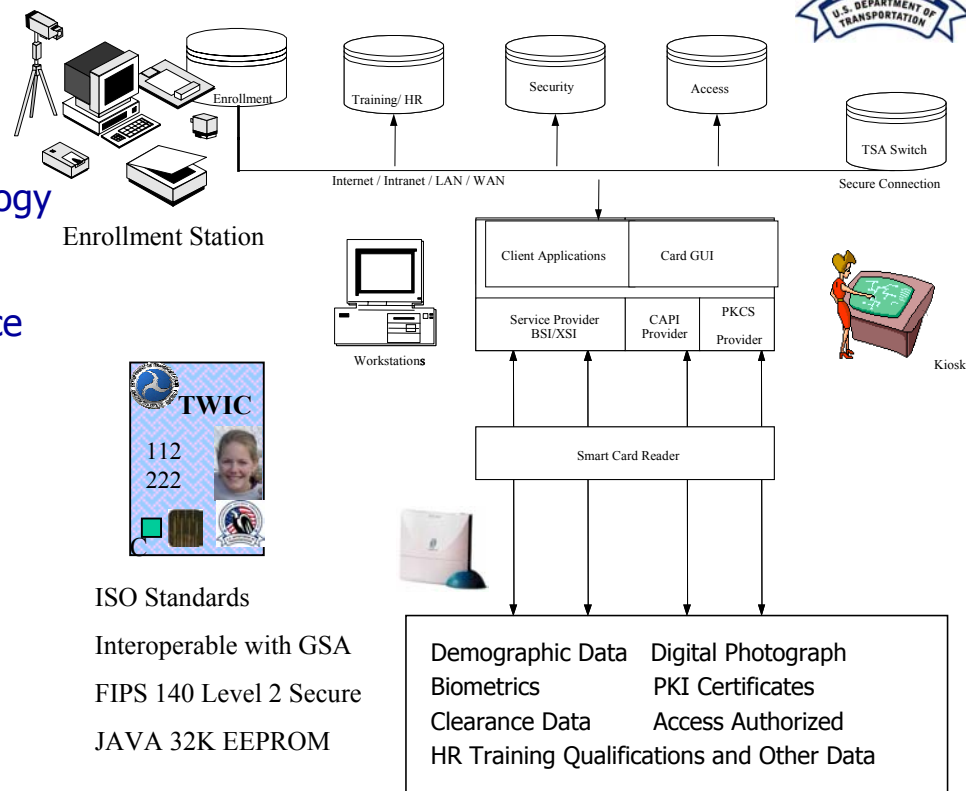 U.S. DEPARTMENT OF
TRANSPORTATION
Enrollment
Training/ HR
Security
Access
TSA Switch
Internet / Intranet / LAN / WAN
Secure Connection
ogy
Enrollment Station
ce
Client Applications
Card GUI
Service Provider
BSI/XSI
CAPI
Provider
PKCS
Provider
Workstations
Kiosk
TWIC
112
222
C
Smart Card Reader
ISO Standards
Interoperable with GSA
FIPS 140 Level 2 Secure
JAVA 32K EEPROM
Demographic Data Digital Photograph
Biometrics PKI Certificates
Clearance Data Access Authorized
HR Training Qualifications and Other Data